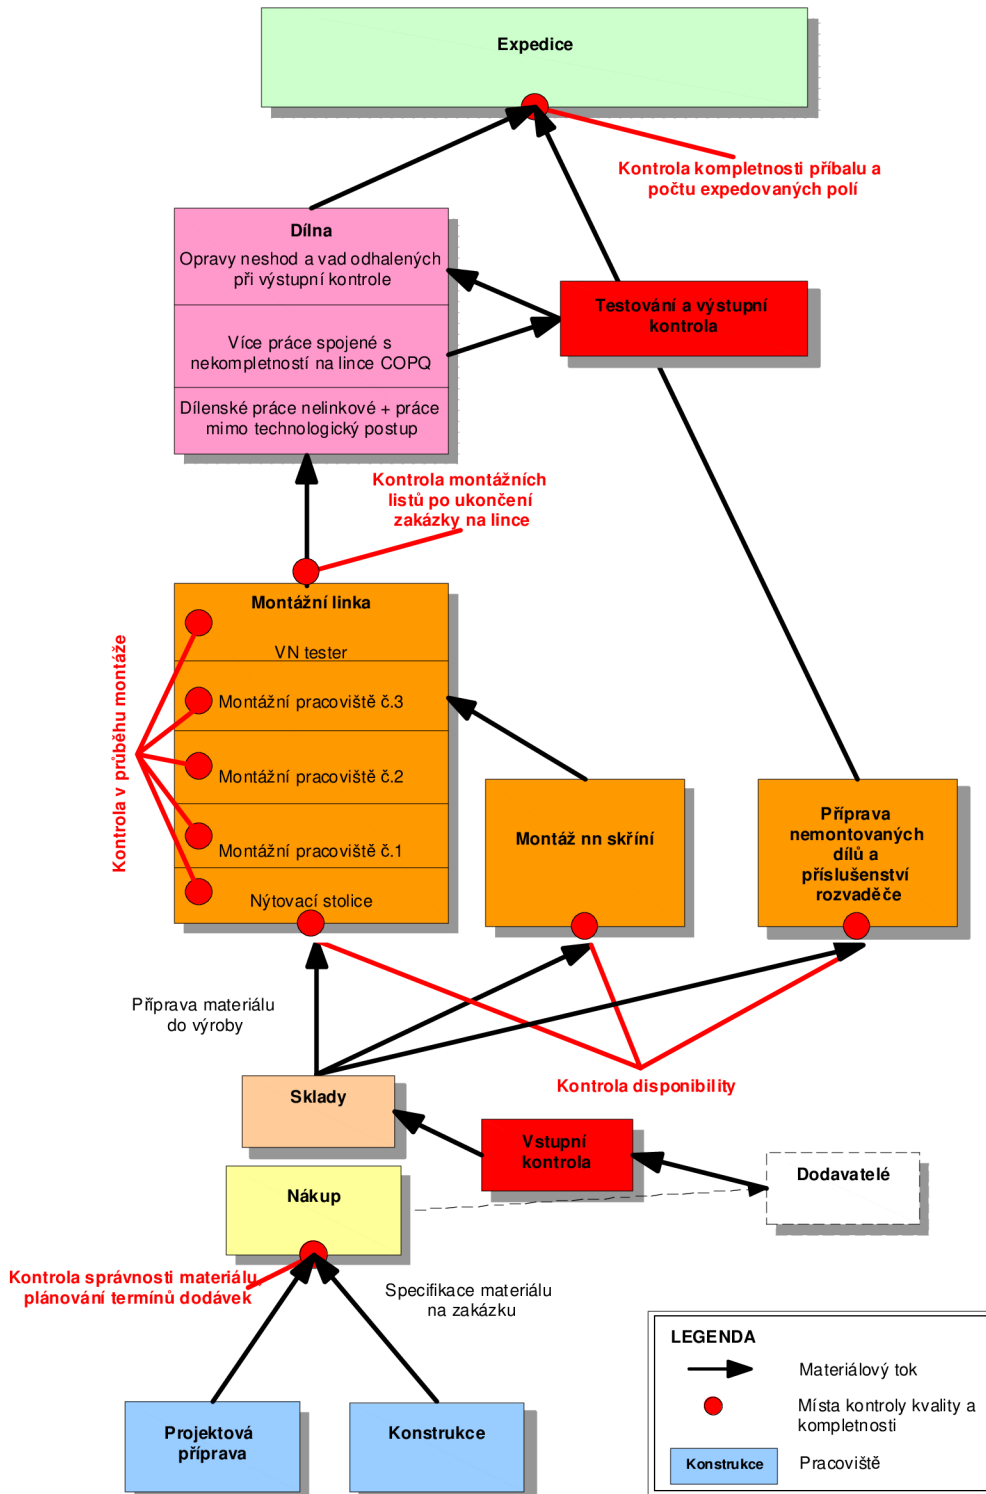 Expedice
Kontrola kompletnosti příbalu a
počtu expedovaných polí
Dílna
Opravy neshod a vad odhalených
při výstupní kontrole
Testování a výstupní
kontrola
Více práce spojené s
nekompletností na lince COPQ
Dílenské práce nelinkové + práce
mimo technologický postup
Kontrola montážních
listů po ukončení
zakázky na lince
Montážní linka
VN tester
Kontrola v průběhu montáže
Montážní pracoviště č.3
Montážní pracoviště č.2
Montážní pracoviště č.1
Nýtovací stolice
Montáž nn skříní
Příprava
nemontovaných
dílů a
příslušenství
rozvaděče
Příprava materiálu
do výroby
Kontrola disponibility
Sklady
Vstupní
kontrola
Dodavatelé
Nákup
Kontrola správnosti materiálu,
plánování termínů dodávek
Specifikace materiálu
na zakázku
Projektová
příprava
Konstrukce
LEGENDA
Materiálový tok
Místa kontroly kvality a
kompletnosti
Konstrukce
Pracoviště